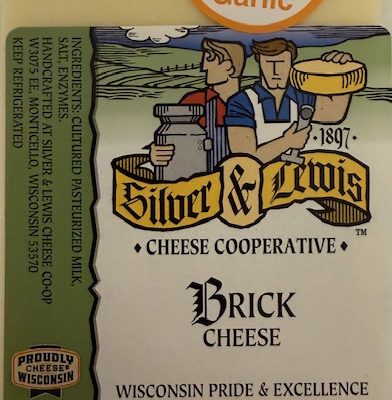 Garlic
·1897·
Silver & Lewis
TM
♦ CHEESE COOPERATIVE ♦
BRICK
CHEESE
WISCONSIN PRIDE & EXCELLENCE
INGREDIENTS: CULTURED PASTEURIZED MILK,
SALT, ENZYMES.
HANDCRAFTED AT SILVER & LEWIS CHEESE CO-OP
W3075 EE, MONTICELLO, WISCONSIN 53570
KEEP REFRIGERATED
PROUDLY
CHEESE®
WISCONSIN